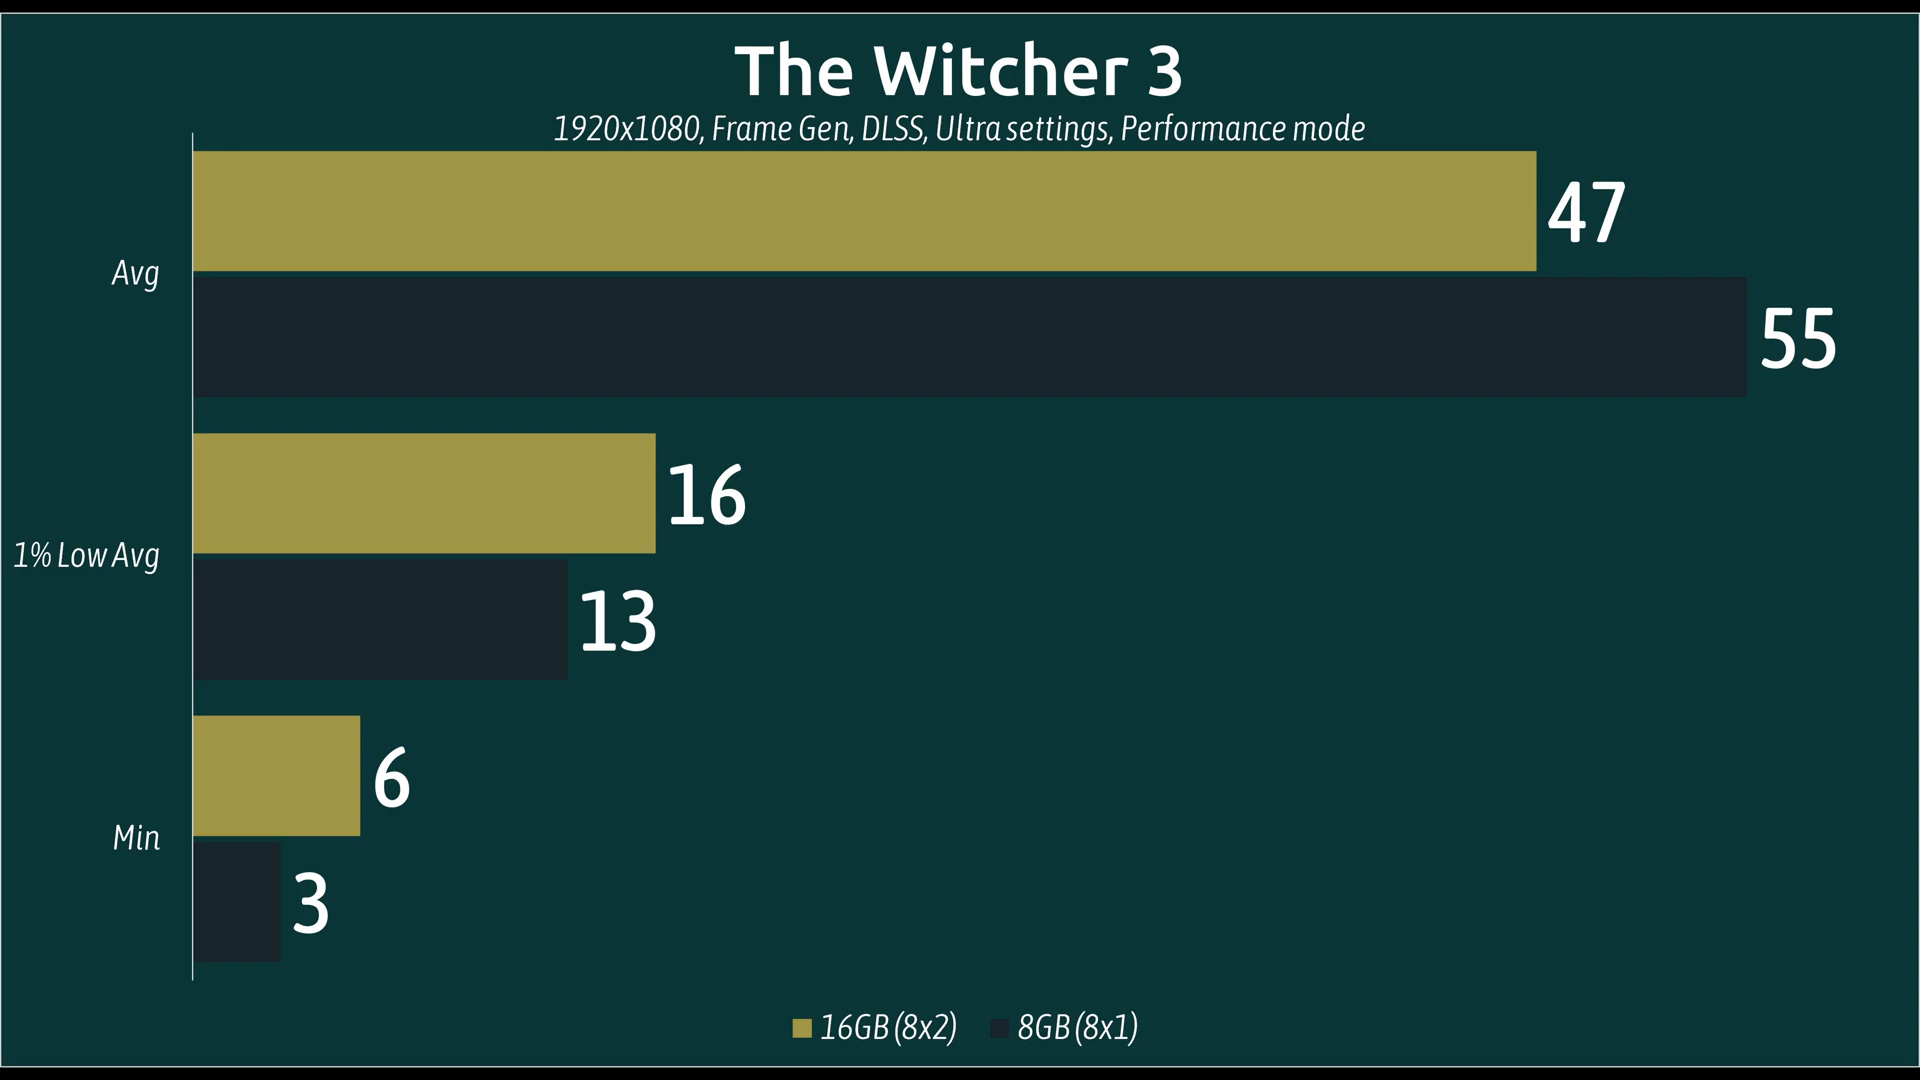 The Witcher 3
1920x1080, Frame Gen, DLSS, Ultra settings, Performance mode
47
Avg
55
16
1% Low Avg
13
6
Min
3
16GB (8x2) 8GB (8x1)